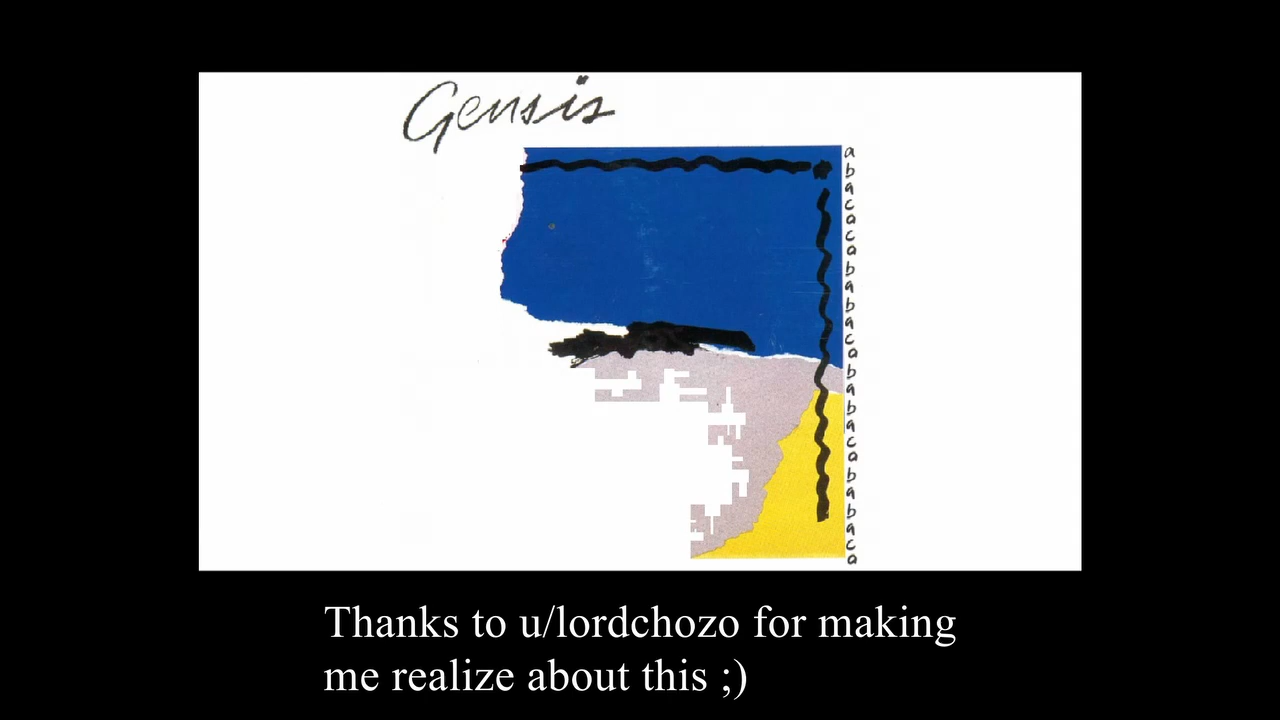 Gensis
abacacababacababacababaca
Thanks to u/lordchozo for making
me realize about this ;)